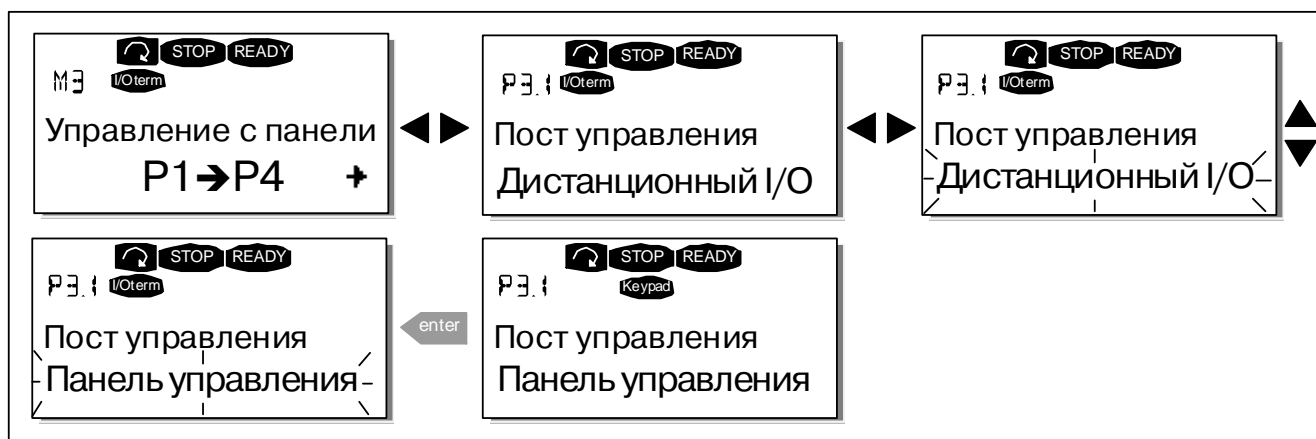 STOP READY
M3 I/Oterm
Управление с панели
P1➔P4
STOP READY
P3.1 I/Oterm
Пост управления
Дистанционный I/O
STOP READY
P3.1 I/Oterm
Пост управления
Дистанционный I/O
STOP READY
P3.1 I/Oterm
Пост управления
Панель управления
enter
STOP READY
P3.1 Keypad
Пост управления
Панель управления